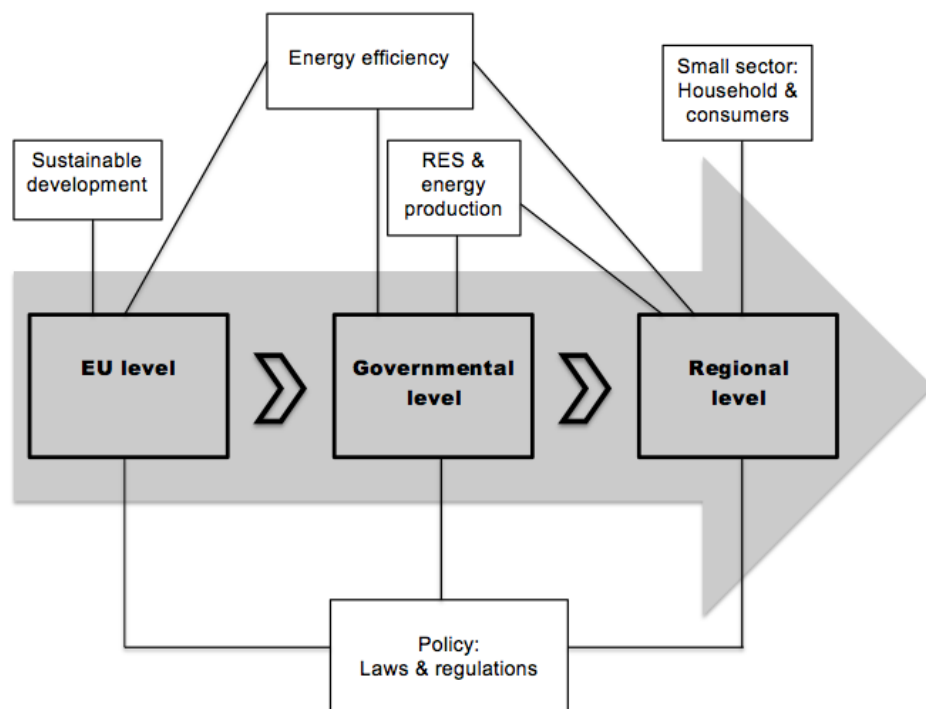 Energy efficiency
Small sector:
Household &
consumers
Sustainable
development
RES &
energy
production
EU level
Governmental
level
Regional
level
Policy:
Laws & regulations